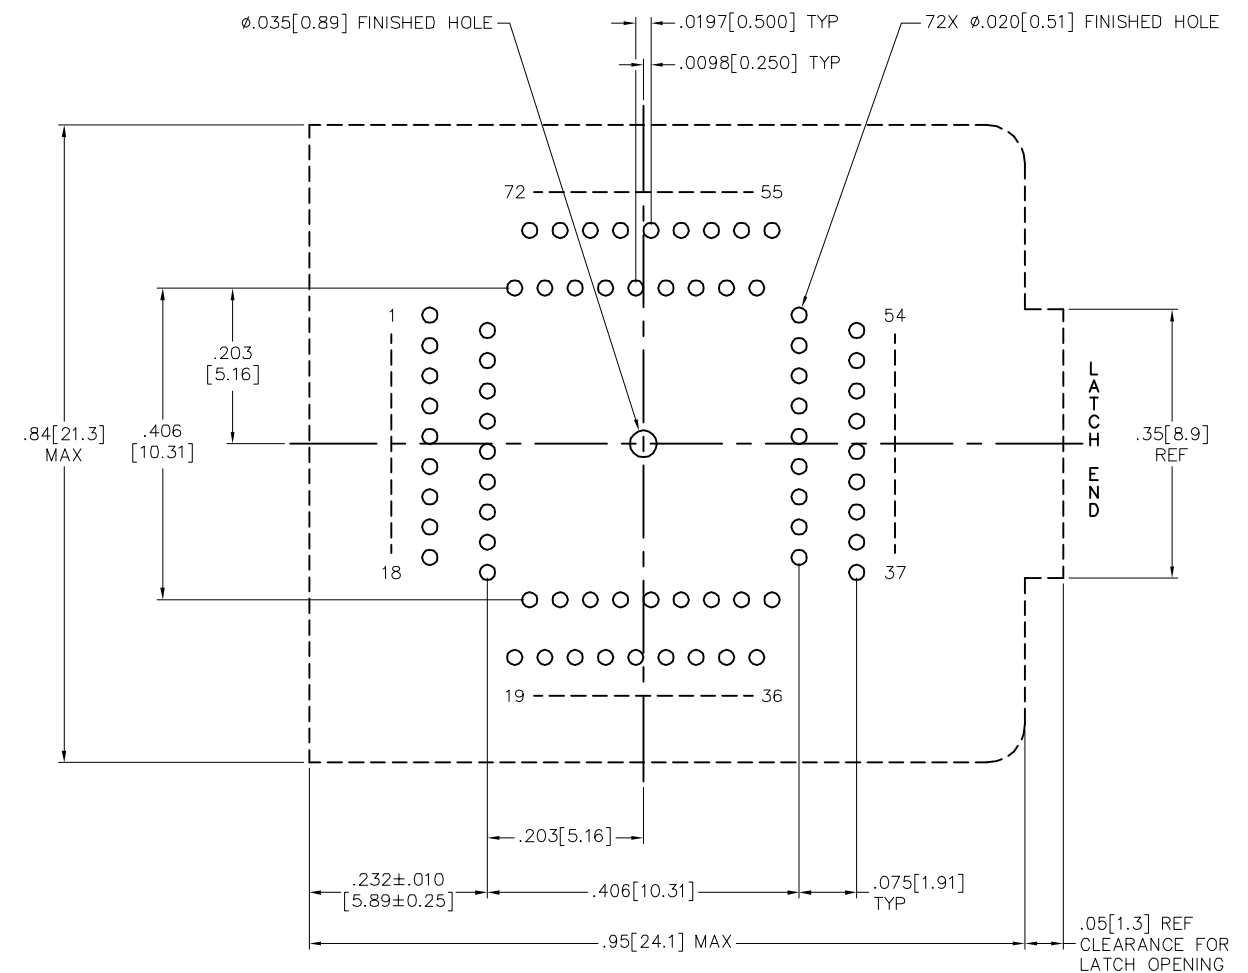 ø.035[0.89] FINISHED HOLE
.0197[0.500] TYP
72X ø.020[0.51] FINISHED HOLE
.0098[0.250] TYP
72
55
1
54
.203
[5.16]
.84[21.3]
MAX
.406
[10.31]
LATCH END
.35[8.9]
REF
18
37
19
36
.203[5.16]
.232±.010
[5.89±0.25]
.406[10.31]
.075[1.91]
TYP
.95[24.1] MAX
.05[1.3] REF
CLEARANCE FOR
LATCH OPENING